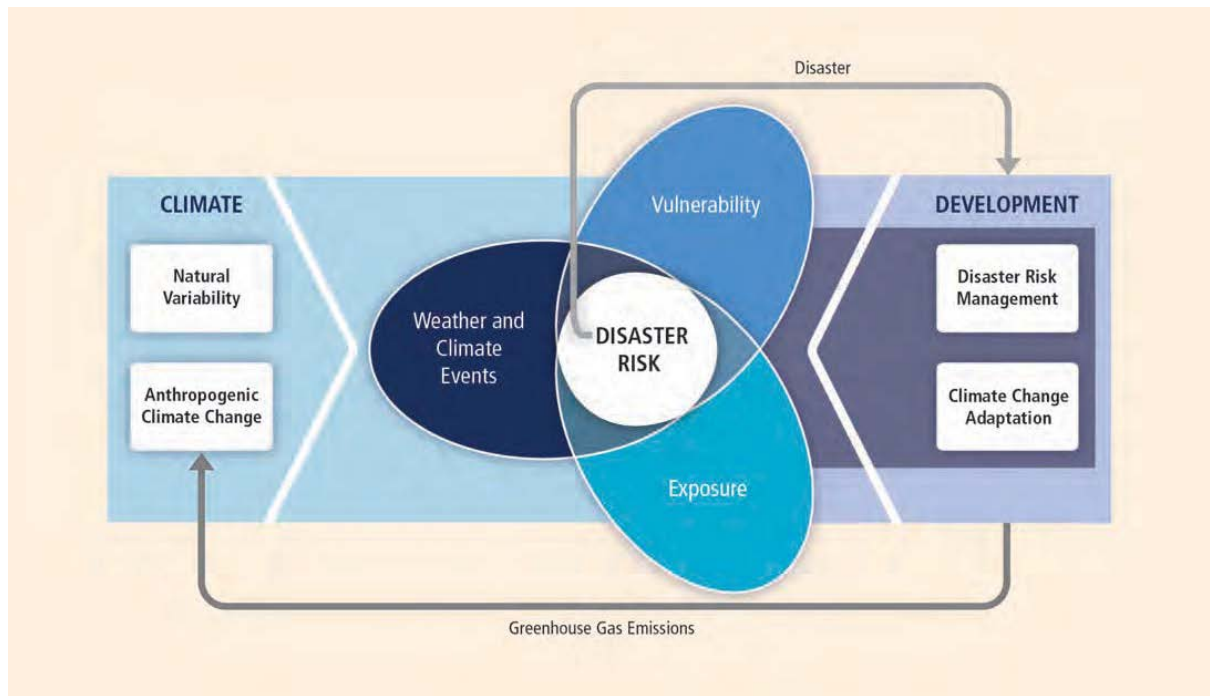 Disaster
CLIMATE
Natural
Variability
Anthropogenic
Climate Change
Weather and
Climate
Events
Vulnerability
DISASTER
RISK
Exposure
DEVELOPMENT
Disaster Risk
Management
Climate Change
Adaptation
Greenhouse Gas Emissions